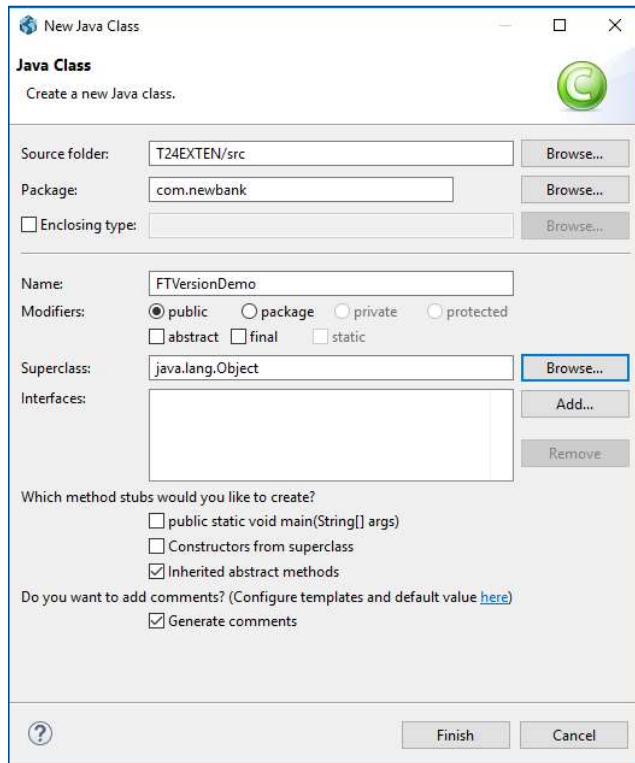 New Java Class
Java Class
Create a new Java class.
C
Source folder: T24EXTEN/src Browse...
Package: com.newbank Browse...
Enclosing type: Browse...
Name: FTVersionDemo
Modifiers: public package private protected
abstract final static
Superclass: java.lang.Object Browse...
Interfaces: Add...
Remove
Which method stubs would you like to create?
public static void main(String[] args)
Constructors from superclass
Inherited abstract methods
Do you want to add comments? (Configure templates and default value here)
Generate comments
? Finish Cancel